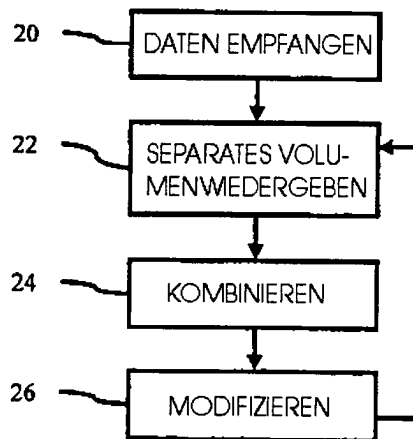 20
DATEN EMPFANGEN
22
SEPARATES VOLU-
MENWIEDERGEBEN
24
KOMBINIEREN
26
MODIFIZIEREN